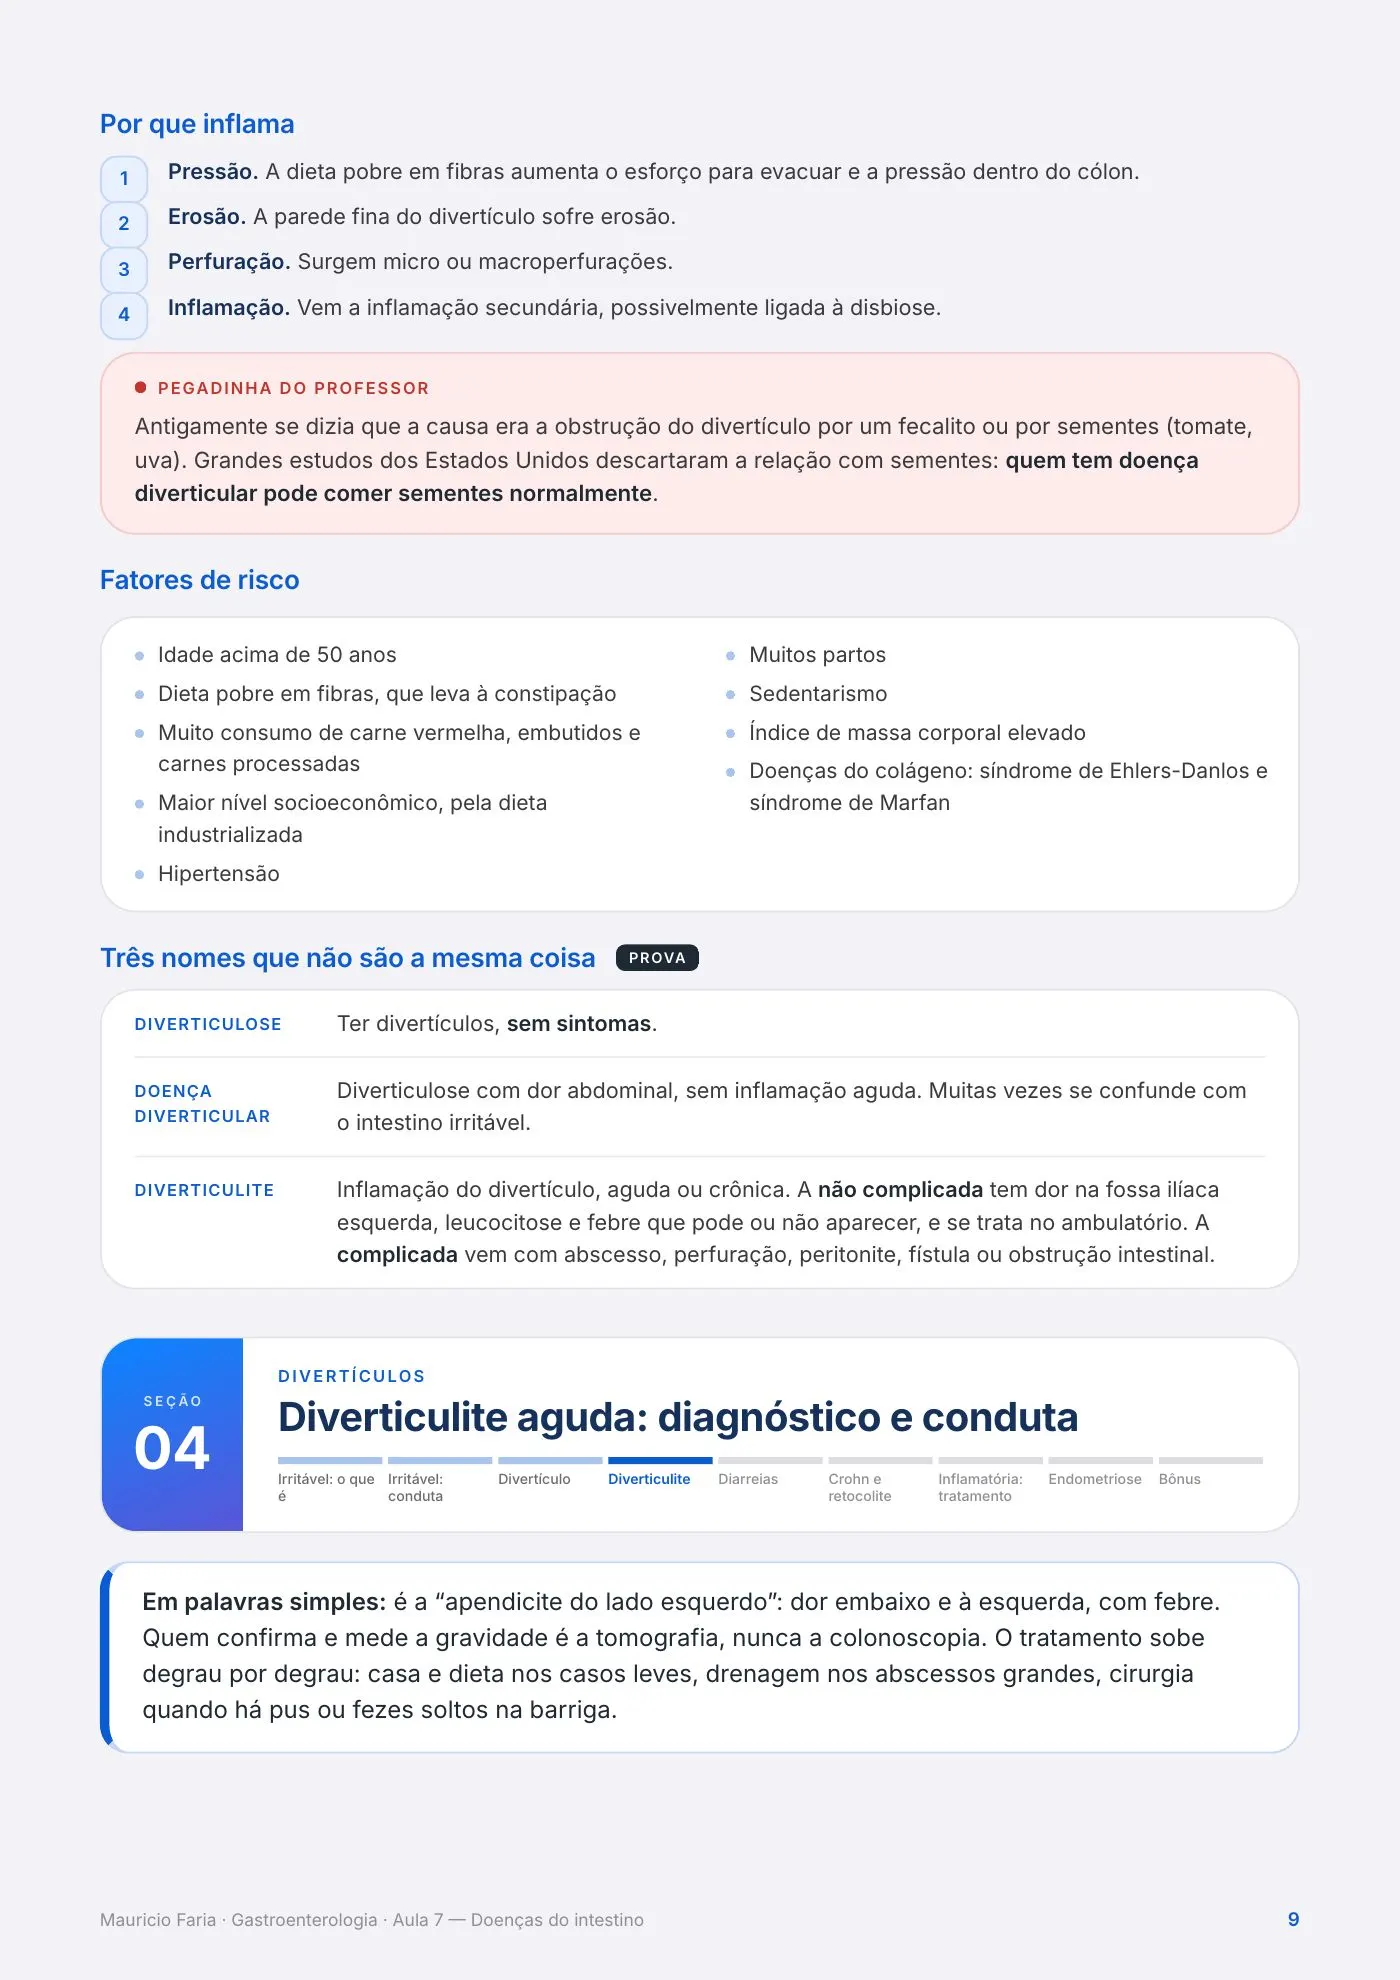 Por que inflama
1 Pressão. A dieta pobre em fibras aumenta o esforço para evacuar e a pressão dentro do cólon.
2 Erosão. A parede fina do divertículo sofre erosão.
3 Perfuração. Surgem micro ou macroperfurações.
4 Inflamação. Vem a inflamação secundária, possivelmente ligada à disbiose.
PEGADINHA DO PROFESSOR
Antigamente se dizia que a causa era a obstrução do divertículo por um fecalito ou por sementes (tomate,
uva). Grandes estudos dos Estados Unidos descartaram a relação com sementes: quem tem doença
diverticular pode comer sementes normalmente.
Fatores de risco
Idade acima de 50 anos
Dieta pobre em fibras, que leva à constipação
Muito consumo de carne vermelha, embutidos e
carnes processadas
Maior nível socioeconômico, pela dieta
industrializada
Hipertensão
Muitos partos
Sedentarismo
Índice de massa corporal elevado
Doenças do colágeno: síndrome de Ehlers-Danlos e
síndrome de Marfan
Três nomes que não são a mesma coisa PROVA
DIVERTICULOSE
Ter divertículos, sem sintomas.
DOENÇA
DIVERTICULAR
Diverticulose com dor abdominal, sem inflamação aguda. Muitas vezes se confunde com
o intestino irritável.
DIVERTICULITE
Inflamação do divertículo, aguda ou crônica. A não complicada tem dor na fossa ilíaca
esquerda, leucocitose e febre que pode ou não aparecer, e se trata no ambulatório. A
complicada vem com abscesso, perfuração, peritonite, fístula ou obstrução intestinal.
SEÇÃO
04
DIVERTÍCULOS
Diverticulite aguda: diagnóstico e conduta
Irritável: o que
é
Irritável:
conduta
Divertículo
Diverticulite
Diarreias
Crohn e
retocolite
Inflamatória:
tratamento
Endometriose
Bônus
Em palavras simples: é a “apendicite do lado esquerdo”: dor embaixo e à esquerda, com febre.
Quem confirma e mede a gravidade é a tomografia, nunca a colonoscopia. O tratamento sobe
degrau por degrau: casa e dieta nos casos leves, drenagem nos abscessos grandes, cirurgia
quando há pus ou fezes soltos na barriga.
Mauricio Faria · Gastroenterologia · Aula 7 — Doenças do intestino
9